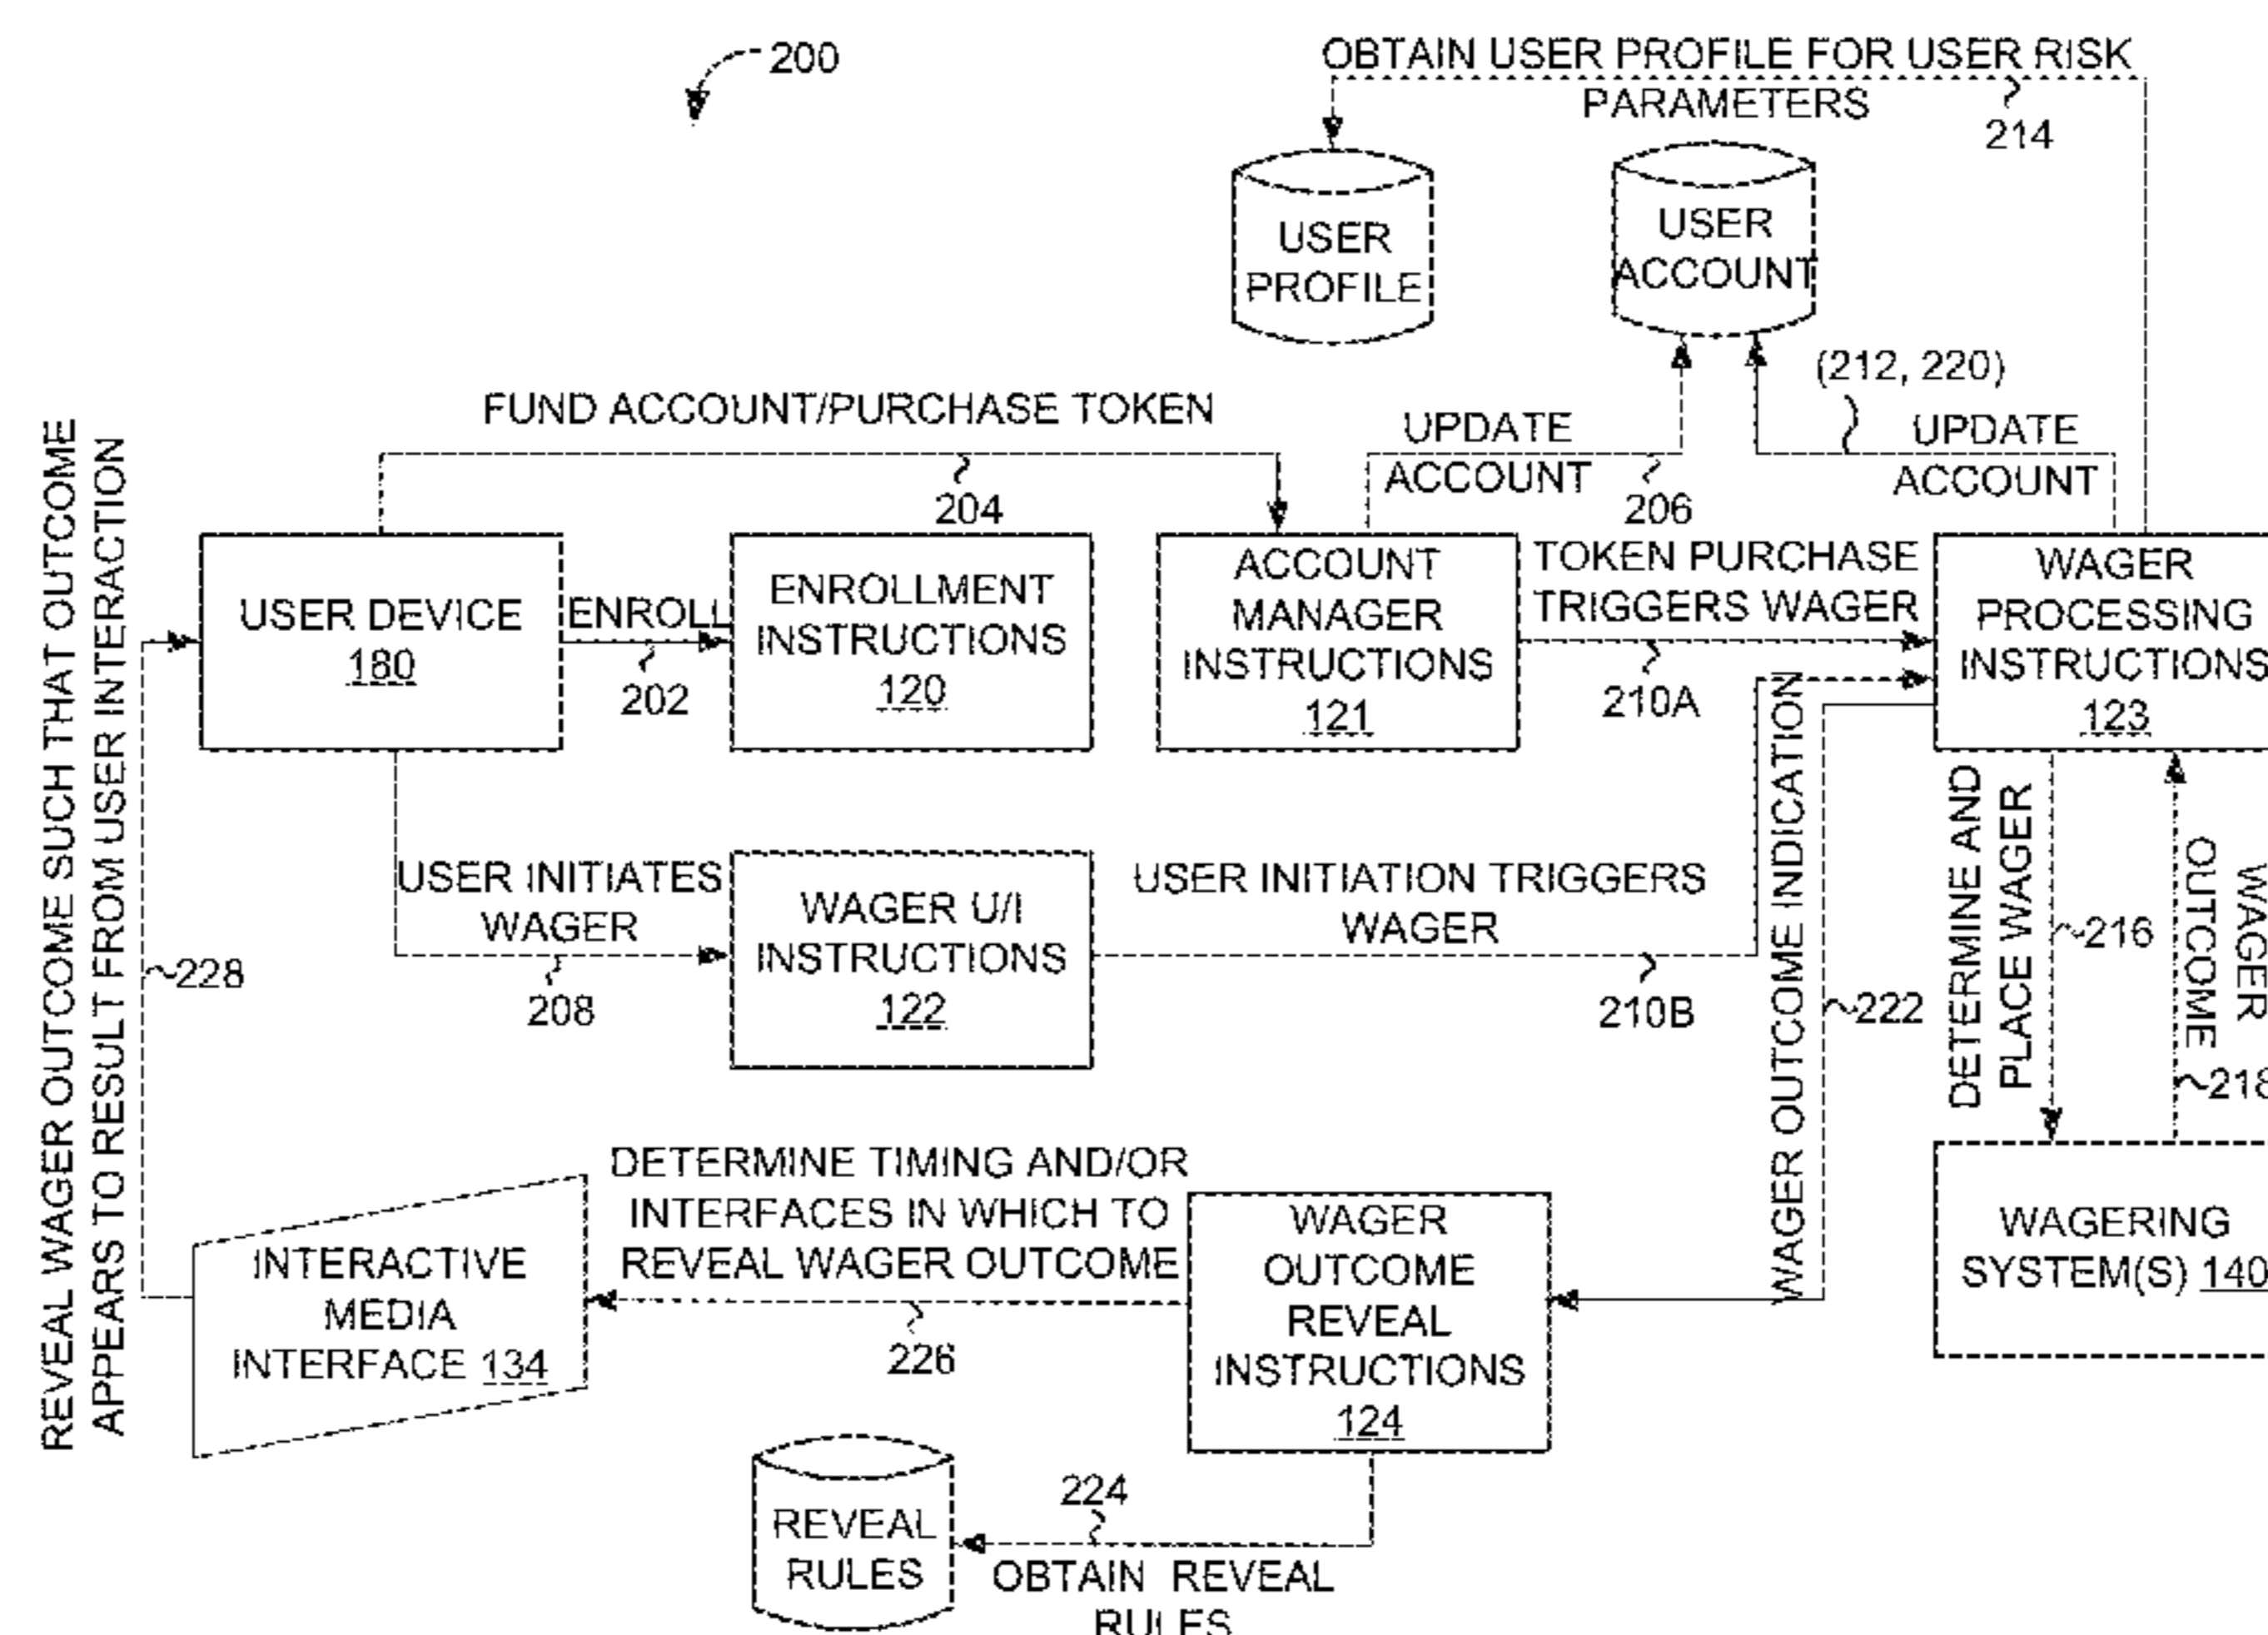 200
OBTAIN USER PROFILE FOR USER RISK
PARAMETERS
214
USER
PROFILE
USER
ACCOUNT
(212, 220)
FUND ACCOUNT/PURCHASE TOKEN
204
UPDATE
ACCOUNT
206
UPDATE
ACCOUNT
REVEAL WAGER OUTCOME SUCH THAT OUTCOME
APPEARS TO RESULT FROM USER INTERACTION
USER DEVICE
180
ENROLL
202
ENROLLMENT
INSTRUCTIONS
120
ACCOUNT
MANAGER
INSTRUCTIONS
121
TOKEN PURCHASE
TRIGGERS WAGER
210A
WAGER
PROCESSING
INSTRUCTIONS
123
USER INITIATES
WAGER
208
WAGER U/I
INSTRUCTIONS
122
USER INITIATION TRIGGERS
WAGER
210B
WAGER OUTCOME INDICATION
222
DETERMINE AND
PLACE WAGER
216
WAGER
OUTCOME
218
228
INTERACTIVE
MEDIA
INTERFACE 134
DETERMINE TIMING AND/OR
INTERFACES IN WHICH TO
REVEAL WAGER OUTCOME
226
WAGER
OUTCOME
REVEAL
INSTRUCTIONS
124
WAGERING
SYSTEM(S) 140
REVEAL
RULES
224
OBTAIN REVEAL
RULES